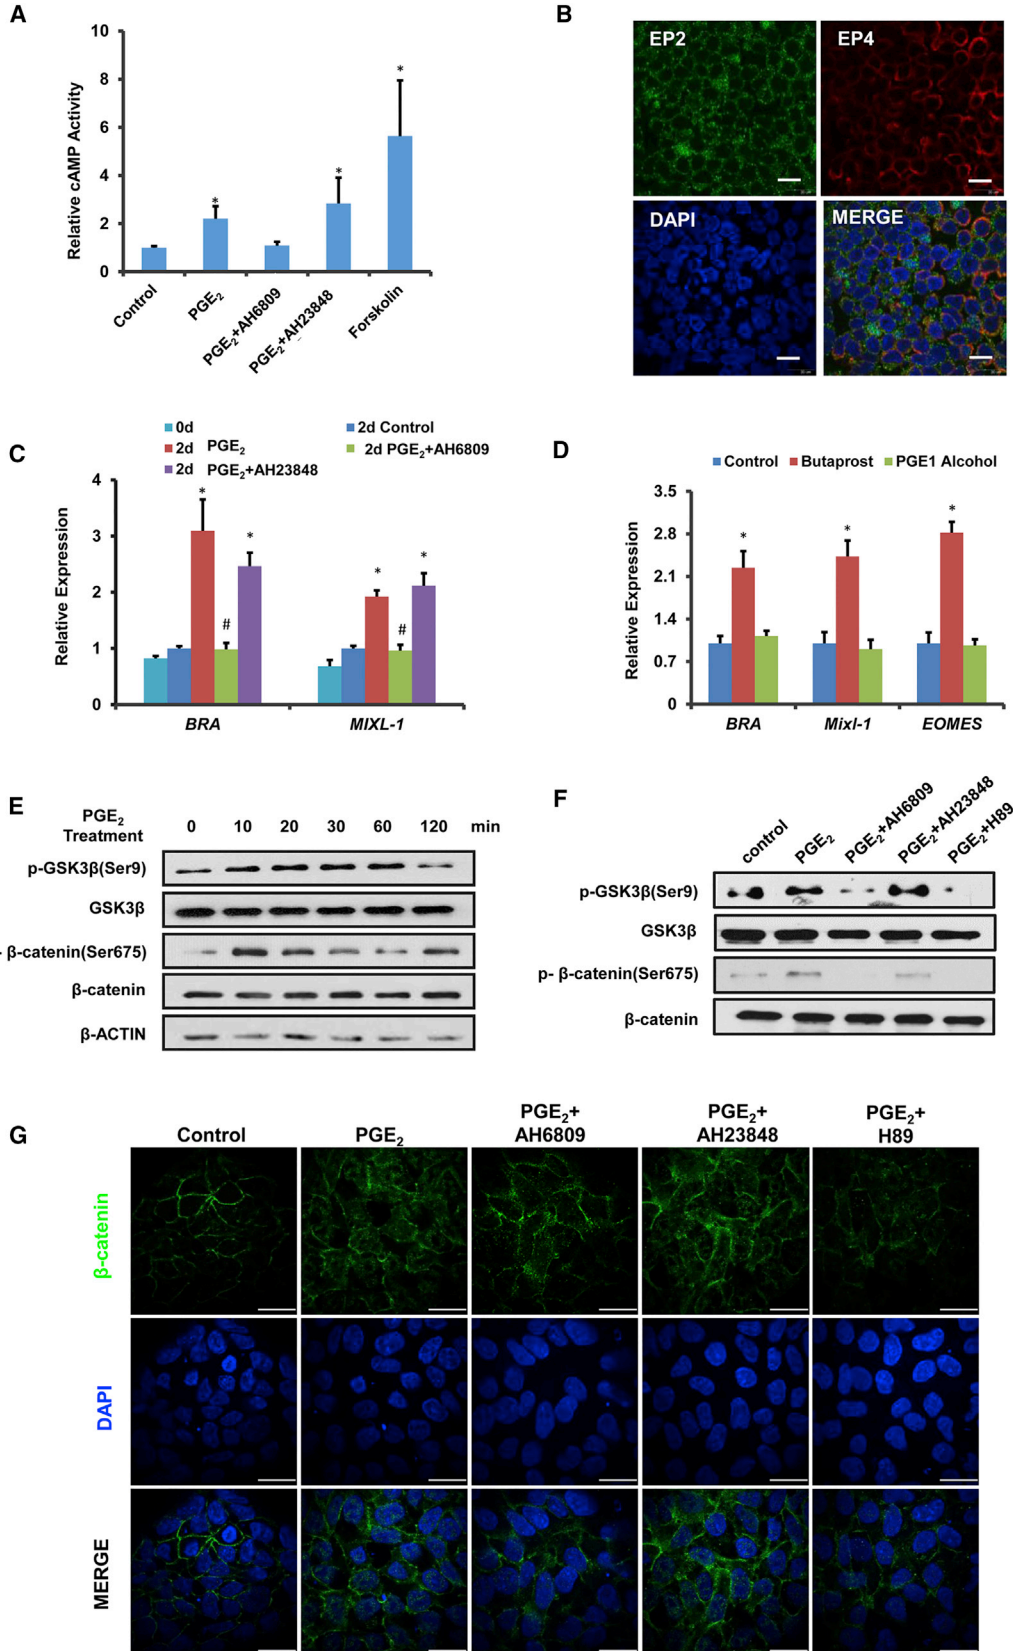 A
Relative cAMP Activity
10
8
6
4
2
0
*
*
*
Control
PGE₂
PGE₂+AH6809
PGE₂+AH23848
Forskolin
B
EP2
EP4
DAPI
MERGE
C
0d
2d Control
2d PGE₂
2d PGE₂+AH6809
2d PGE₂+AH23848
Relative Expression
4
3
2
1
0
*
#
*
*
#
*
BRA
MIXL-1
D
Control
Butaprost
PGE1 Alcohol
Relative Expression
3.5
2.8
2.1
1.4
0.7
0
*
*
*
BRA
Mixl-1
EOMES
E
PGE₂
Treatment
0 10 20 30 60 120 min
p-GSK3β(Ser9)
GSK3β
- β-catenin(Ser675)
β-catenin
β-ACTIN
F
control
PGE₂
PGE₂+AH6809
PGE₂+AH23848
PGE₂+H89
p-GSK3β(Ser9)
GSK3β
p- β-catenin(Ser675)
β-catenin
G
Control
PGE₂
PGE₂+
AH6809
PGE₂+
AH23848
PGE₂+
H89
β-catenin
DAPI
MERGE